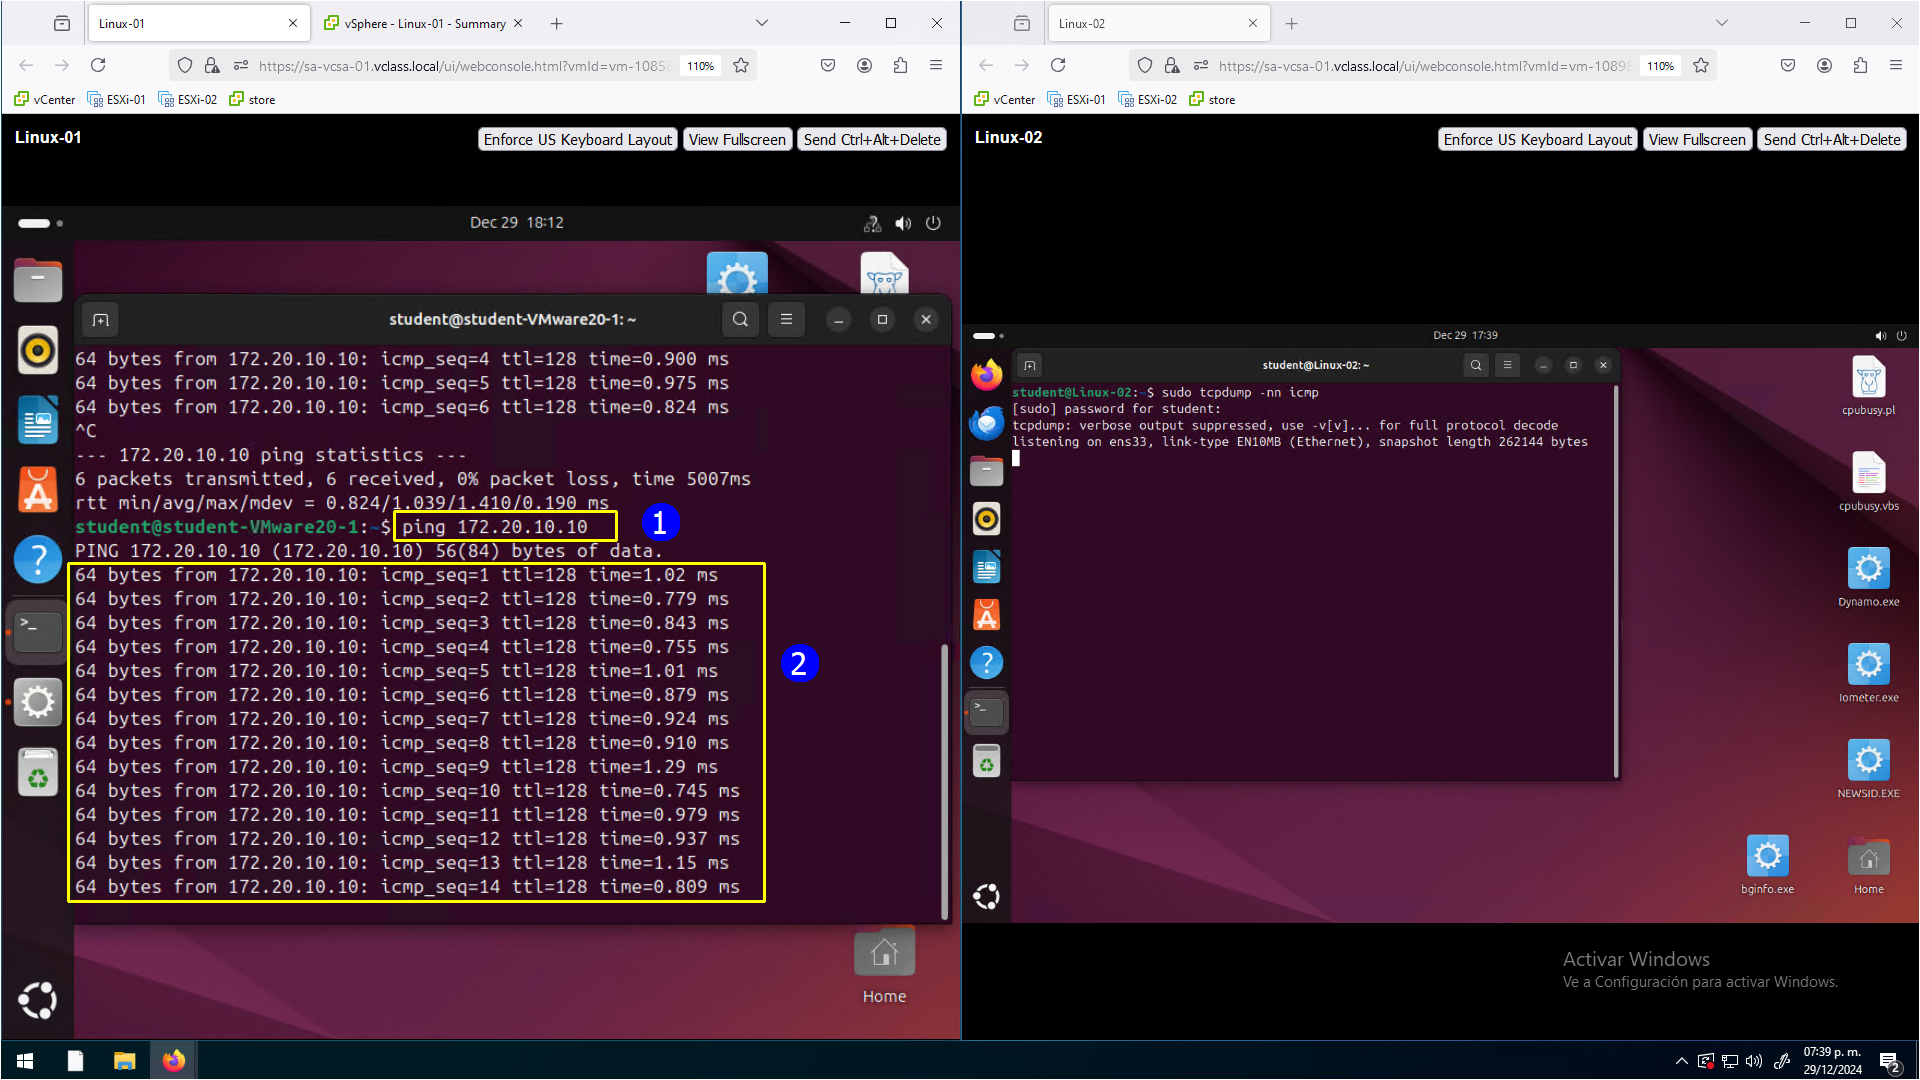 Linux-01
vSphere - Linux-01 - Summary
https://sa-vcsa-01.vclass.local/ui/webconsole.html?vmId=vm-1085
110%
vCenter
ESXi-01
ESXi-02
store
Linux-01
Enforce US Keyboard Layout
View Fullscreen
Send Ctrl+Alt+Delete
Dec 29 18:12
student@student-VMware20-1: ~
64 bytes from 172.20.10.10: icmp_seq=4 ttl=128 time=0.900 ms
64 bytes from 172.20.10.10: icmp_seq=5 ttl=128 time=0.975 ms
64 bytes from 172.20.10.10: icmp_seq=6 ttl=128 time=0.824 ms
^C
--- 172.20.10.10 ping statistics ---
6 packets transmitted, 6 received, 0% packet loss, time 5007ms
rtt min/avg/max/mdev = 0.824/1.039/1.410/0.190 ms
student@student-VMware20-1:~$ ping 172.20.10.10
1
PING 172.20.10.10 (172.20.10.10) 56(84) bytes of data.
64 bytes from 172.20.10.10: icmp_seq=1 ttl=128 time=1.02 ms
64 bytes from 172.20.10.10: icmp_seq=2 ttl=128 time=0.779 ms
64 bytes from 172.20.10.10: icmp_seq=3 ttl=128 time=0.843 ms
64 bytes from 172.20.10.10: icmp_seq=4 ttl=128 time=0.755 ms
64 bytes from 172.20.10.10: icmp_seq=5 ttl=128 time=1.01 ms
64 bytes from 172.20.10.10: icmp_seq=6 ttl=128 time=0.879 ms
64 bytes from 172.20.10.10: icmp_seq=7 ttl=128 time=0.924 ms
64 bytes from 172.20.10.10: icmp_seq=8 ttl=128 time=0.910 ms
64 bytes from 172.20.10.10: icmp_seq=9 ttl=128 time=1.29 ms
64 bytes from 172.20.10.10: icmp_seq=10 ttl=128 time=0.745 ms
64 bytes from 172.20.10.10: icmp_seq=11 ttl=128 time=0.979 ms
64 bytes from 172.20.10.10: icmp_seq=12 ttl=128 time=0.937 ms
64 bytes from 172.20.10.10: icmp_seq=13 ttl=128 time=1.15 ms
64 bytes from 172.20.10.10: icmp_seq=14 ttl=128 time=0.809 ms
2
Home
Linux-02
https://sa-vcsa-01.vclass.local/ui/webconsole.html?vmId=vm-1089
110%
vCenter
ESXi-01
ESXi-02
store
Linux-02
Enforce US Keyboard Layout
View Fullscreen
Send Ctrl+Alt+Delete
Dec 29 17:39
student@Linux-02: ~
student@Linux-02:~$ sudo tcpdump -nn icmp
[sudo] password for student:
tcpdump: verbose output suppressed, use -v[v]... for full protocol decode
listening on ens33, link-type EN10MB (Ethernet), snapshot length 262144 bytes
cpubusy.pl
cpubusy.vbs
Dynamo.exe
Iometer.exe
NEWSID.EXE
bginfo.exe
Home
Activar Windows
Ve a Configuración para activar Windows.
07:39 p. m.
29/12/2024
2